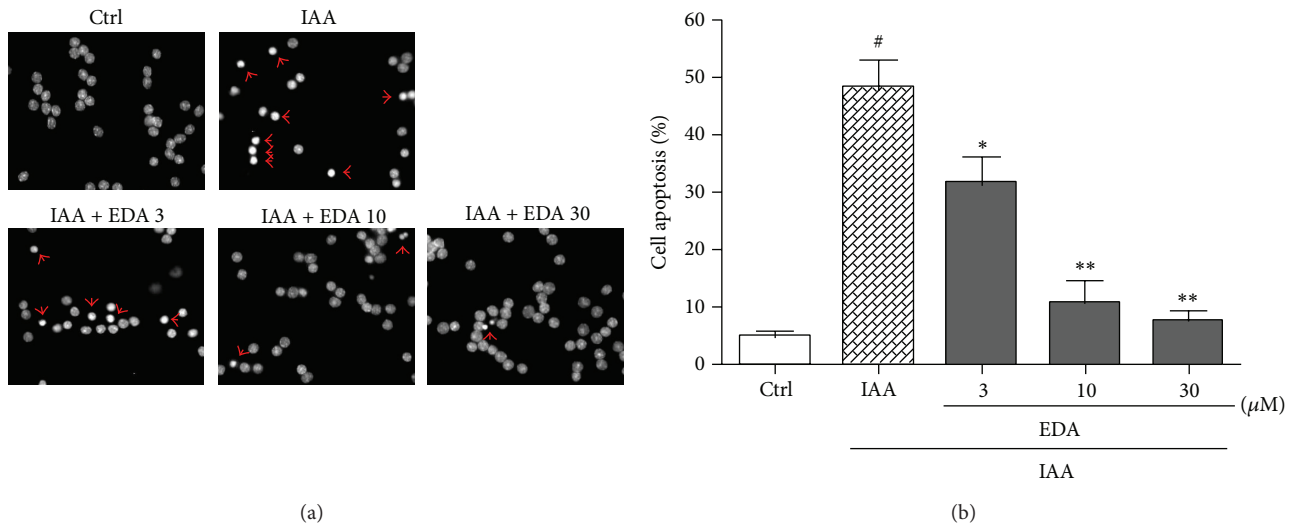 Ctrl
IAA
IAA + EDA 3
IAA + EDA 10
IAA + EDA 30
(a)
60
50
40
30
20
10
0
Cell apoptosis (%)
#
*
**
**
Ctrl
IAA
3
10
30
(μM)
EDA
IAA
(b)